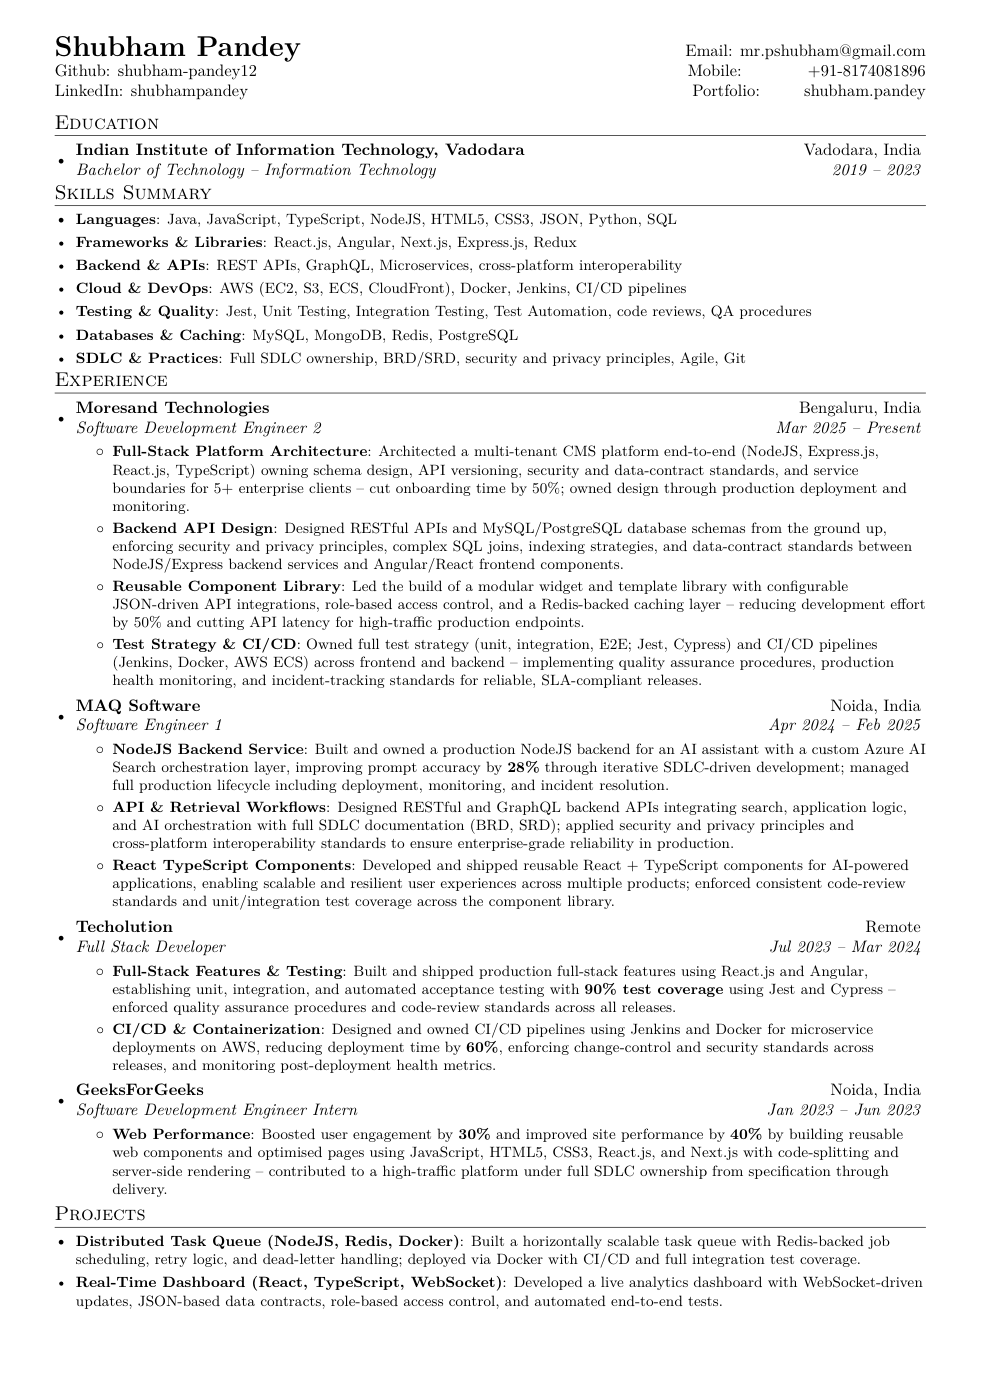 Shubham Pandey
Github: shubham-pandey12
LinkedIn: shubhampandey
Email: mr.pshubham@gmail.com
Mobile: +91-8174081896
Portfolio: shubham.pandey
Education
• Indian Institute of Information Technology, Vadodara Vadodara, India
Bachelor of Technology – Information Technology 2019 – 2023
Skills Summary
• Languages: Java, JavaScript, TypeScript, NodeJS, HTML5, CSS3, JSON, Python, SQL
• Frameworks & Libraries: React.js, Angular, Next.js, Express.js, Redux
• Backend & APIs: REST APIs, GraphQL, Microservices, cross-platform interoperability
• Cloud & DevOps: AWS (EC2, S3, ECS, CloudFront), Docker, Jenkins, CI/CD pipelines
• Testing & Quality: Jest, Unit Testing, Integration Testing, Test Automation, code reviews, QA procedures
• Databases & Caching: MySQL, MongoDB, Redis, PostgreSQL
• SDLC & Practices: Full SDLC ownership, BRD/SRD, security and privacy principles, Agile, Git
Experience
• Moresand Technologies Bengaluru, India
Software Development Engineer 2 Mar 2025 – Present
◦ Full-Stack Platform Architecture: Architected a multi-tenant CMS platform end-to-end (NodeJS, Express.js,
React.js, TypeScript) owning schema design, API versioning, security and data-contract standards, and service
boundaries for 5+ enterprise clients – cut onboarding time by 50%; owned design through production deployment and
monitoring.
◦ Backend API Design: Designed RESTful APIs and MySQL/PostgreSQL database schemas from the ground up,
enforcing security and privacy principles, complex SQL joins, indexing strategies, and data-contract standards between
NodeJS/Express backend services and Angular/React frontend components.
◦ Reusable Component Library: Led the build of a modular widget and template library with configurable
JSON-driven API integrations, role-based access control, and a Redis-backed caching layer – reducing development effort
by 50% and cutting API latency for high-traffic production endpoints.
◦ Test Strategy & CI/CD: Owned full test strategy (unit, integration, E2E; Jest, Cypress) and CI/CD pipelines
(Jenkins, Docker, AWS ECS) across frontend and backend – implementing quality assurance procedures, production
health monitoring, and incident-tracking standards for reliable, SLA-compliant releases.
• MAQ Software Noida, India
Software Engineer 1 Apr 2024 – Feb 2025
◦ NodeJS Backend Service: Built and owned a production NodeJS backend for an AI assistant with a custom Azure AI
Search orchestration layer, improving prompt accuracy by 28% through iterative SDLC-driven development; managed
full production lifecycle including deployment, monitoring, and incident resolution.
◦ API & Retrieval Workflows: Designed RESTful and GraphQL backend APIs integrating search, application logic,
and AI orchestration with full SDLC documentation (BRD, SRD); applied security and privacy principles and
cross-platform interoperability standards to ensure enterprise-grade reliability in production.
◦ React TypeScript Components: Developed and shipped reusable React + TypeScript components for AI-powered
applications, enabling scalable and resilient user experiences across multiple products; enforced consistent code-review
standards and unit/integration test coverage across the component library.
• Techolution Remote
Full Stack Developer Jul 2023 – Mar 2024
◦ Full-Stack Features & Testing: Built and shipped production full-stack features using React.js and Angular,
establishing unit, integration, and automated acceptance testing with 90% test coverage using Jest and Cypress –
enforced quality assurance procedures and code-review standards across all releases.
◦ CI/CD & Containerization: Designed and owned CI/CD pipelines using Jenkins and Docker for microservice
deployments on AWS, reducing deployment time by 60%, enforcing change-control and security standards across
releases, and monitoring post-deployment health metrics.
• GeeksForGeeks Noida, India
Software Development Engineer Intern Jan 2023 – Jun 2023
◦ Web Performance: Boosted user engagement by 30% and improved site performance by 40% by building reusable
web components and optimised pages using JavaScript, HTML5, CSS3, React.js, and Next.js with code-splitting and
server-side rendering – contributed to a high-traffic platform under full SDLC ownership from specification through
delivery.
Projects
• Distributed Task Queue (NodeJS, Redis, Docker): Built a horizontally scalable task queue with Redis-backed job
scheduling, retry logic, and dead-letter handling; deployed via Docker with CI/CD and full integration test coverage.
• Real-Time Dashboard (React, TypeScript, WebSocket): Developed a live analytics dashboard with WebSocket-driven
updates, JSON-based data contracts, role-based access control, and automated end-to-end tests.